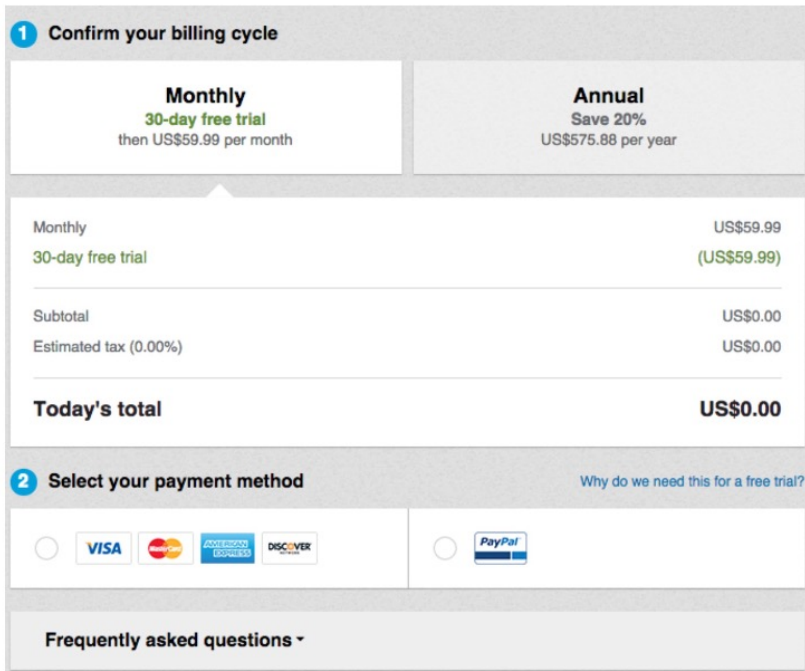 1 Confirm your billing cycle
Monthly
30-day free trial
then US$59.99 per month
Annual
Save 20%
US$575.88 per year
Monthly US$59.99
30-day free trial (US$59.99)
Subtotal US$0.00
Estimated tax (0.00%) US$0.00
Today's total US$0.00
2 Select your payment method Why do we need this for a free trial?
VISA MasterCard AMERICAN EXPRESS DISCOVER NETWORK PayPal
Frequently asked questions